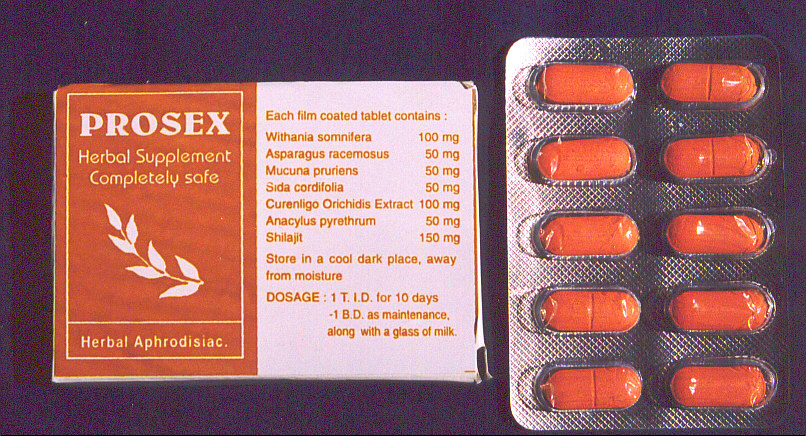 PROSEX
Herbal Supplement
Completely safe
Herbal Aphrodisiac.
Each film coated tablet contains :
Withania somnifera 100 mg
Asparagus racemosus 50 mg
Mucuna pruriens 50 mg
Sida cordifolia 50 mg
Curenligo Orichidis Extract 100 mg
Anacylus pyrethrum 50 mg
Shilajit 150 mg
Store in a cool dark place, away
from moisture
DOSAGE : 1 T. I.D. for 10 days
-1 B.D. as maintenance,
along with a glass of milk.